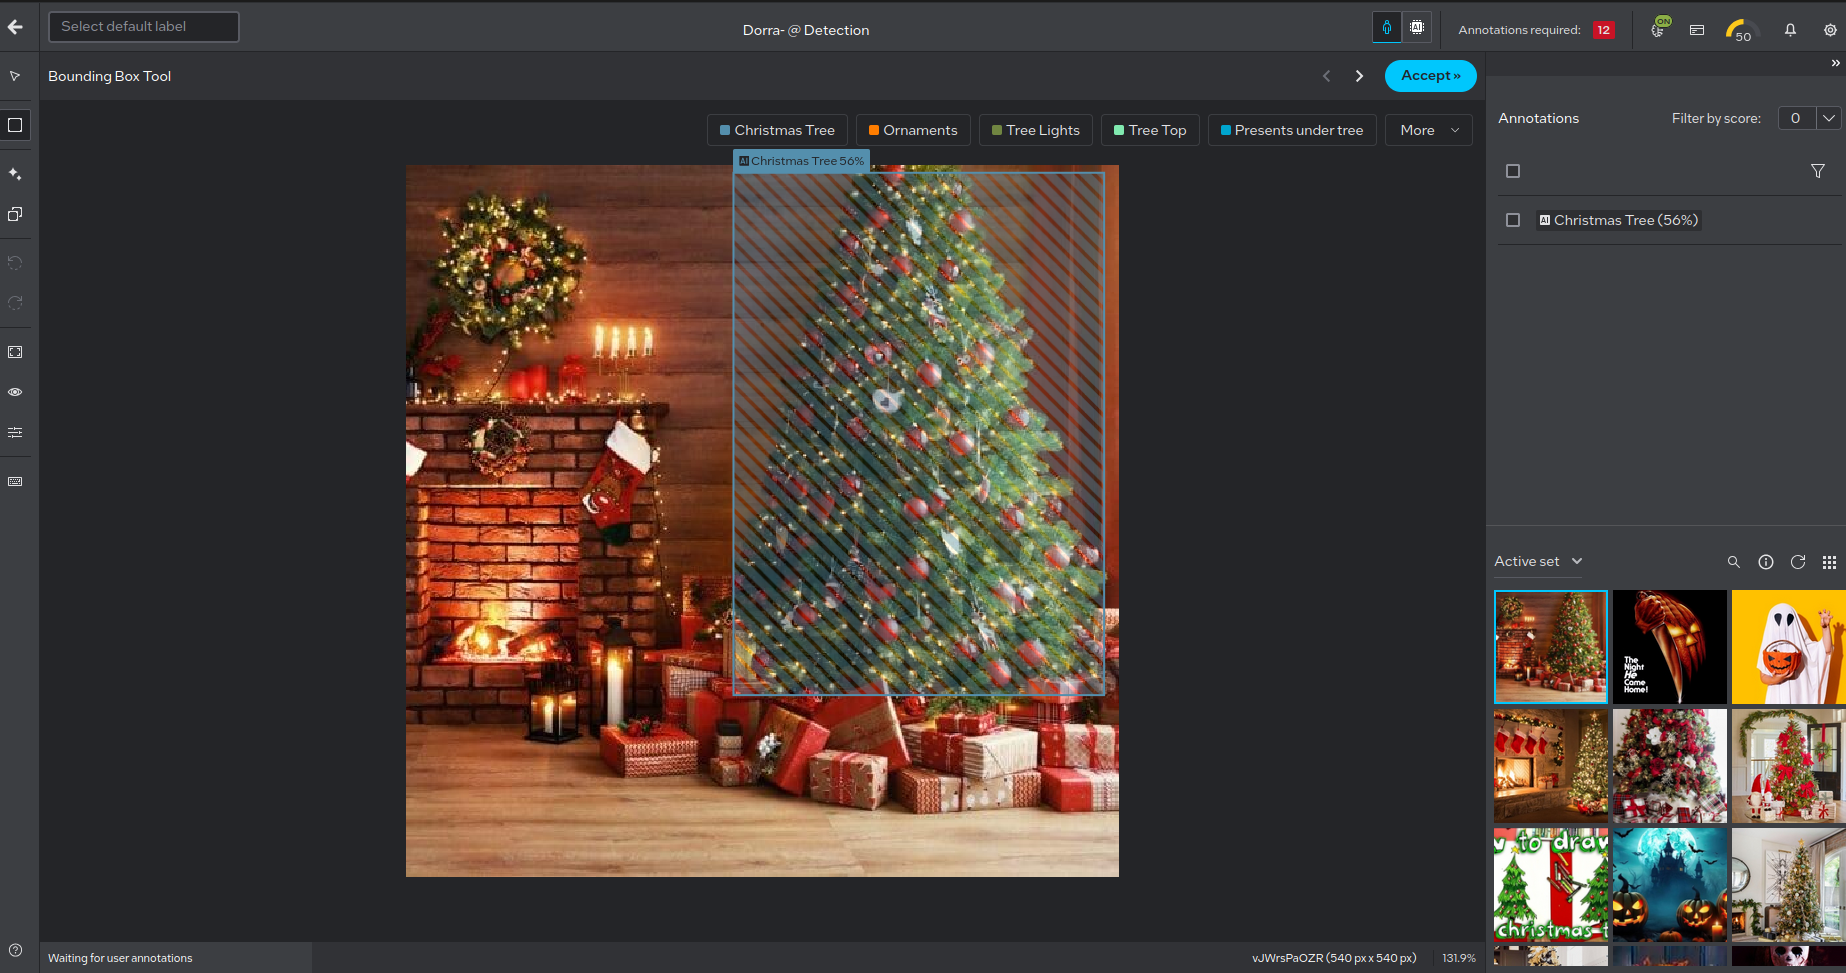 Select default label
Dorra- @ Detection
AI
Annotations required: 12
ON
50
Bounding Box Tool
Accept »
Christmas Tree
Ornaments
Tree Lights
Tree Top
Presents under tree
More
AI Christmas Tree 56%
Annotations
Filter by score: 0
AI Christmas Tree (56%)
Active set
The
Night
He
Came
Home!
to draw
christmas t
Waiting for user annotations
vJWrsPaOZR (540 px x 540 px)
131.9%